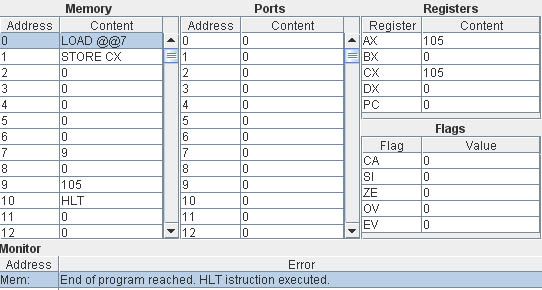 Memory Ports Registers
Address Content Address Content Register Content
0 LOAD @@7 0 0 AX 105
1 STORE CX 1 0 BX 0
2 0 2 0 CX 105
3 0 3 0 DX 0
4 0 4 0 PC 0
5 0 5 0 Flags
6 0 6 0 Flag Value
7 9 7 0 CA 0
8 0 8 0 SI 0
9 105 9 0 ZE 0
10 HLT 10 0 OV 0
11 0 11 0 EV 0
12 0 12 0
Monitor
Address Error
Mem: End of program reached. HLT istruction executed.